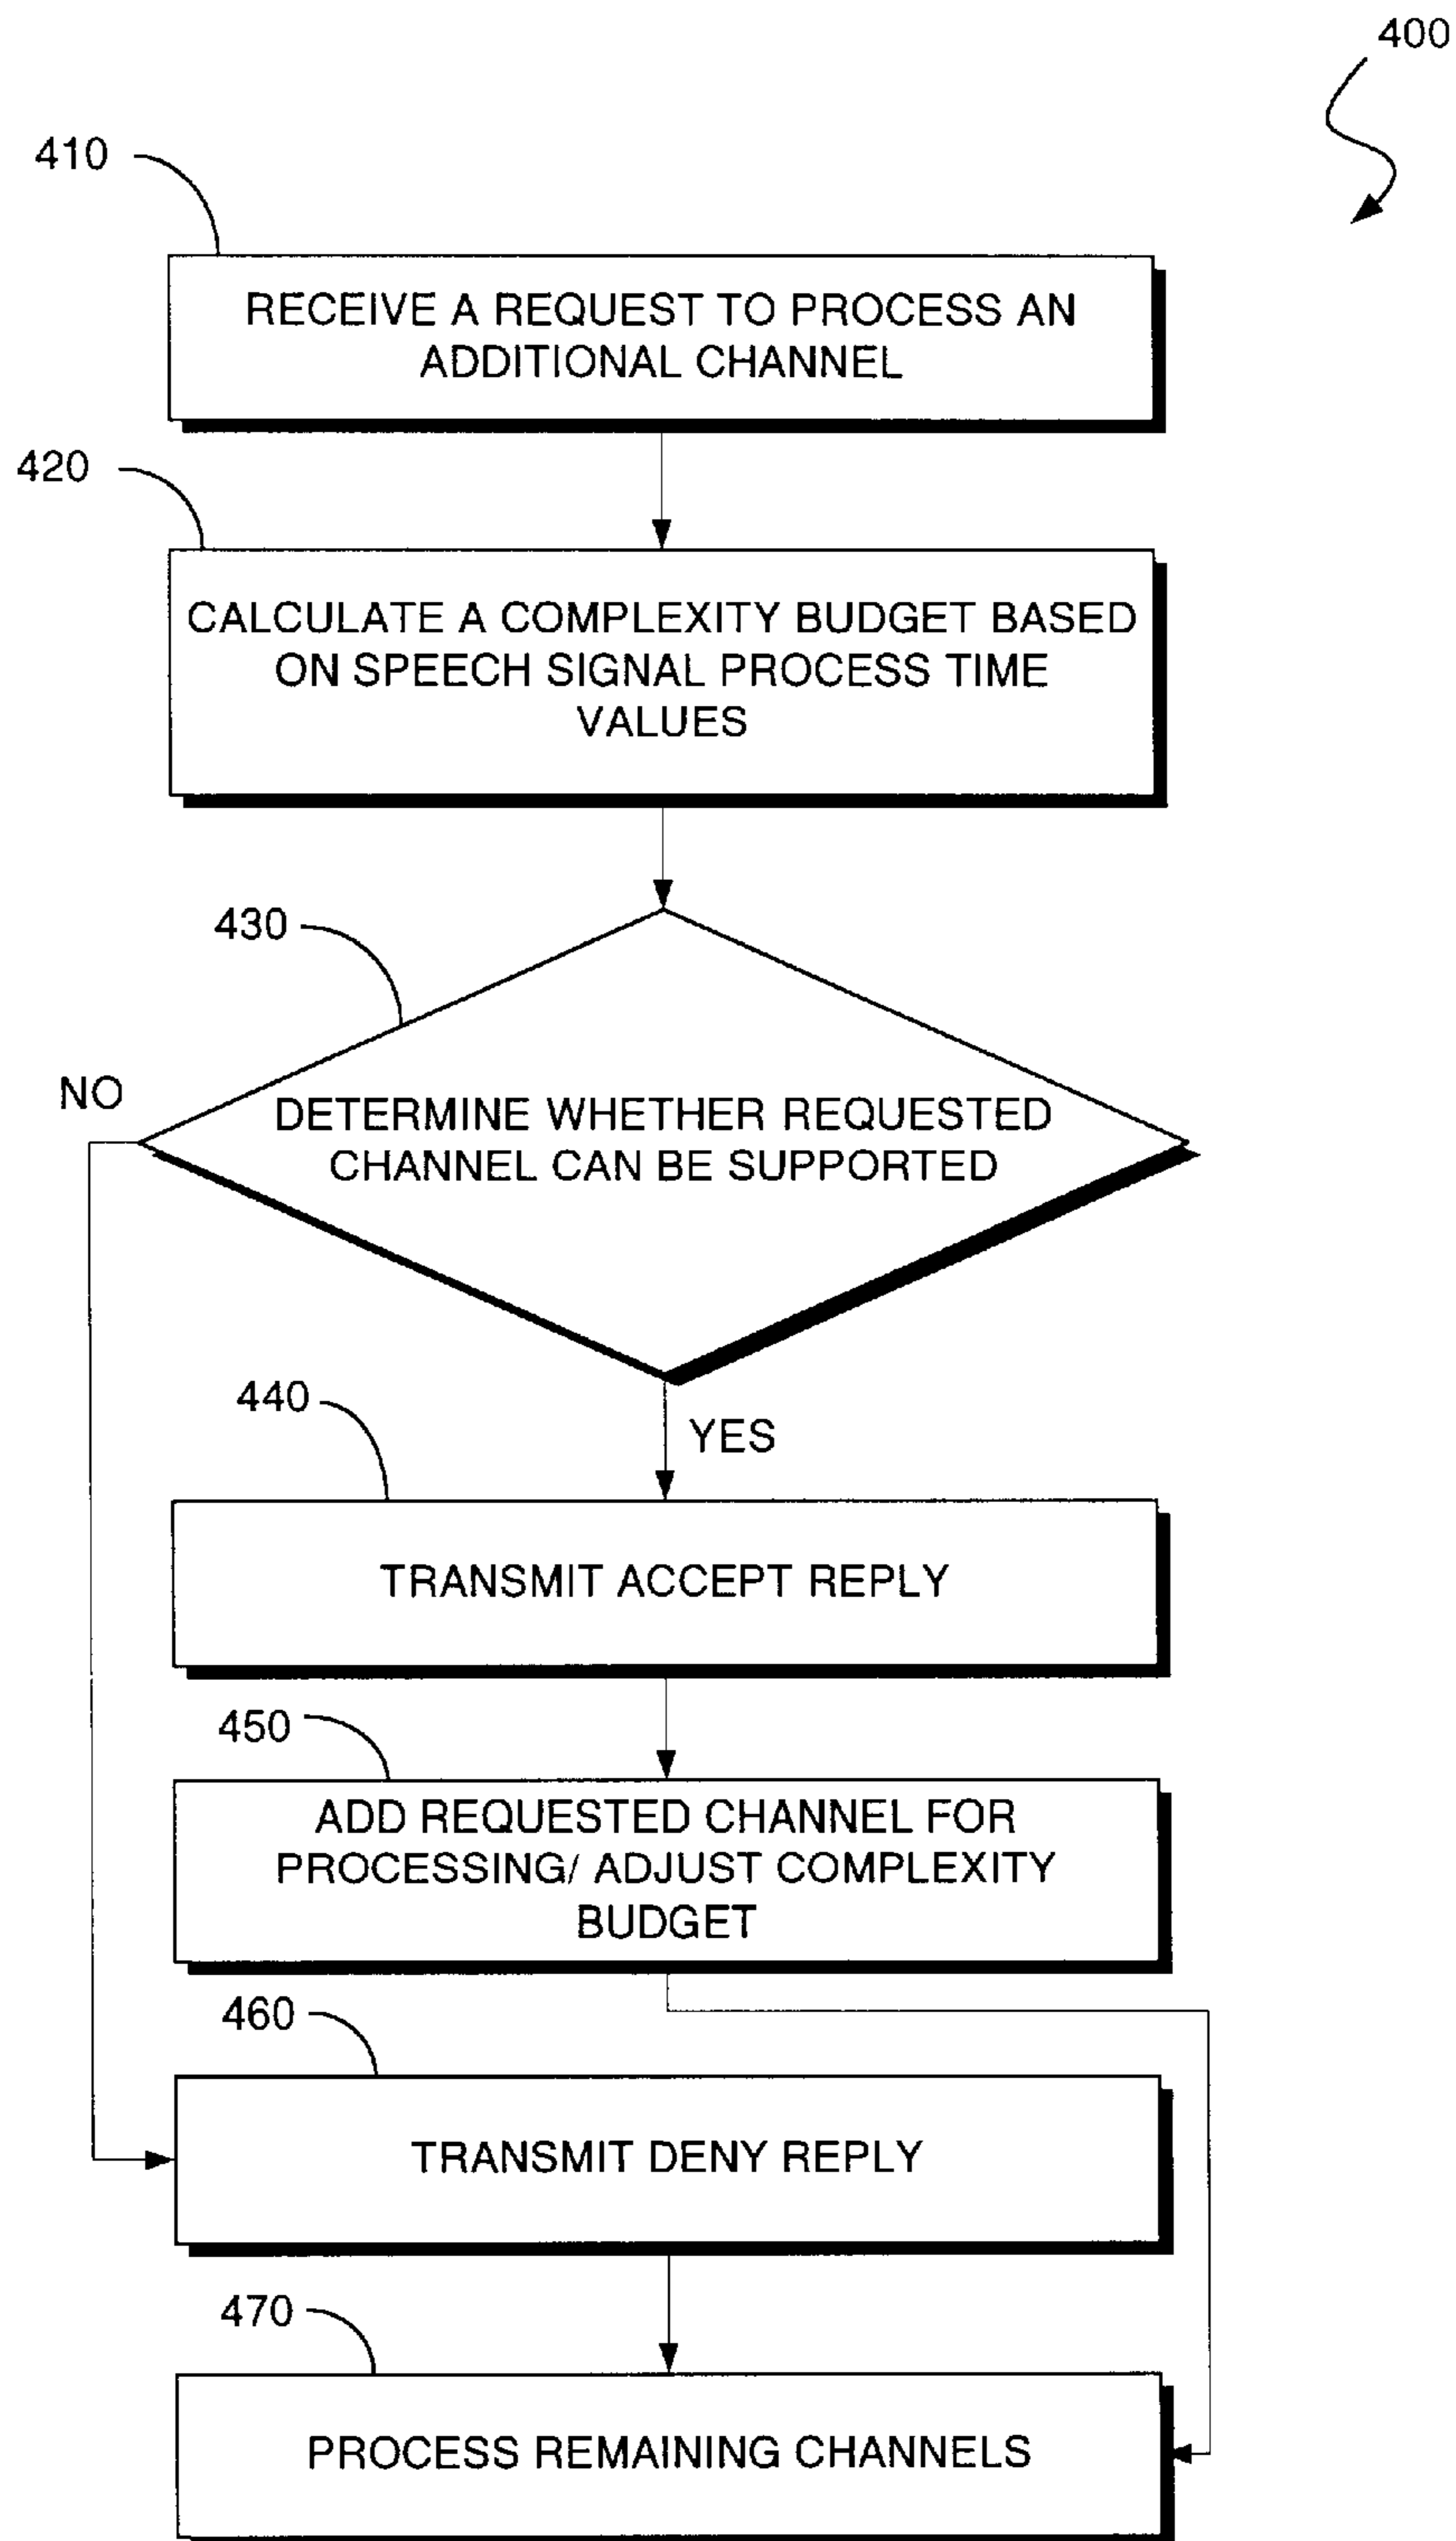 400
410
RECEIVE A REQUEST TO PROCESS AN
ADDITIONAL CHANNEL
420
CALCULATE A COMPLEXITY BUDGET BASED
ON SPEECH SIGNAL PROCESS TIME
VALUES
430
NO
DETERMINE WHETHER REQUESTED
CHANNEL CAN BE SUPPORTED
440
YES
TRANSMIT ACCEPT REPLY
450
ADD REQUESTED CHANNEL FOR
PROCESSING/ ADJUST COMPLEXITY
BUDGET
460
TRANSMIT DENY REPLY
470
PROCESS REMAINING CHANNELS